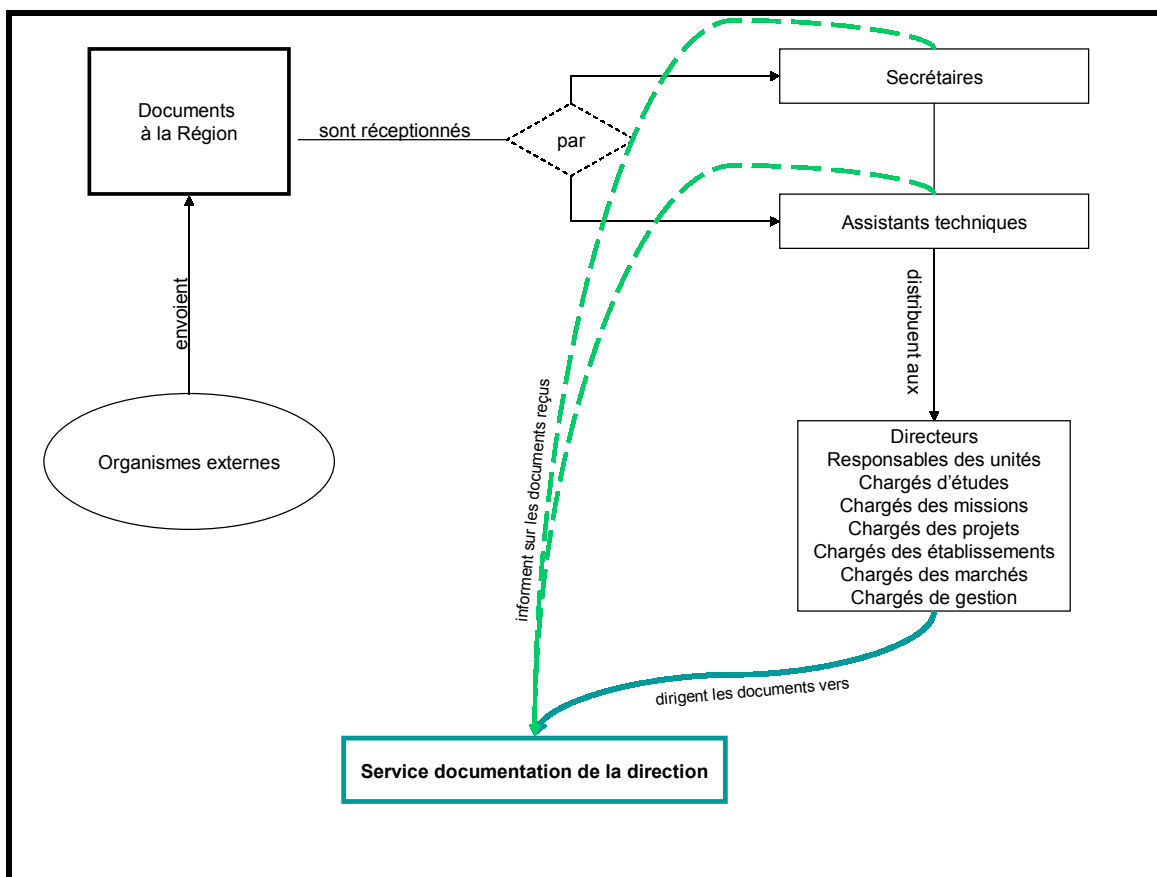 Documents
à la Région
sont réceptionnés
par
Secrétaires
Assistants techniques
envoient
distribuent aux
Organismes externes
informent sur les documents reçus
Directeurs
Responsables des unités
Chargés d’études
Chargés des missions
Chargés des projets
Chargés des établissements
Chargés des marchés
Chargés de gestion
dirigent les documents vers
Service documentation de la direction